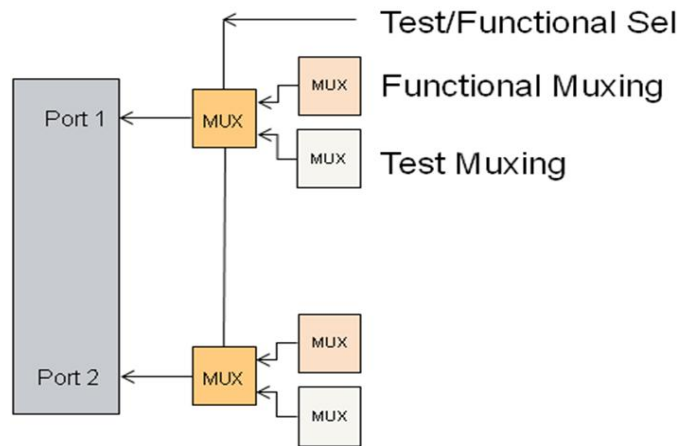 Test/Functional Sel
MUX
Functional Muxing
Port 1
MUX
MUX
Test Muxing
MUX
Port 2
MUX
MUX